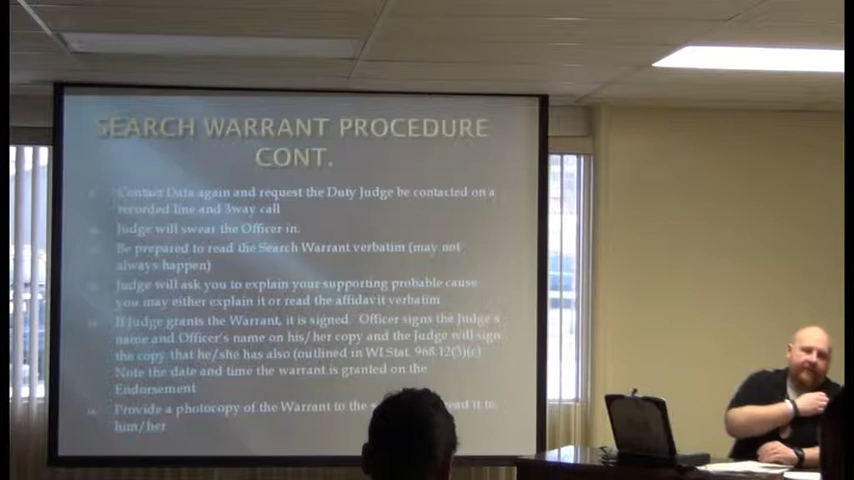 SEARCH WARRANT PROCEDURE
CONT.
Contact Data again and request the Duty Judge be contacted on a
recorded line and 3way call
Judge will swear the Officer in.
Be prepared to read the Search Warrant verbatim (may not
always happen)
Judge will ask you to explain your supporting probable cause
you may either explain it or read the affidavit verbatim
If Judge grants the Warrant, it is signed. Officer signs the Judge's
name and Officer's name on his/her copy and the Judge will sign
the copy that he/she has also (outlined in WI Stat. 968.12(3)(c)
Note the date and time the warrant is granted on the
Endorsement
Provide a photocopy of the Warrant to the read it to
him/her